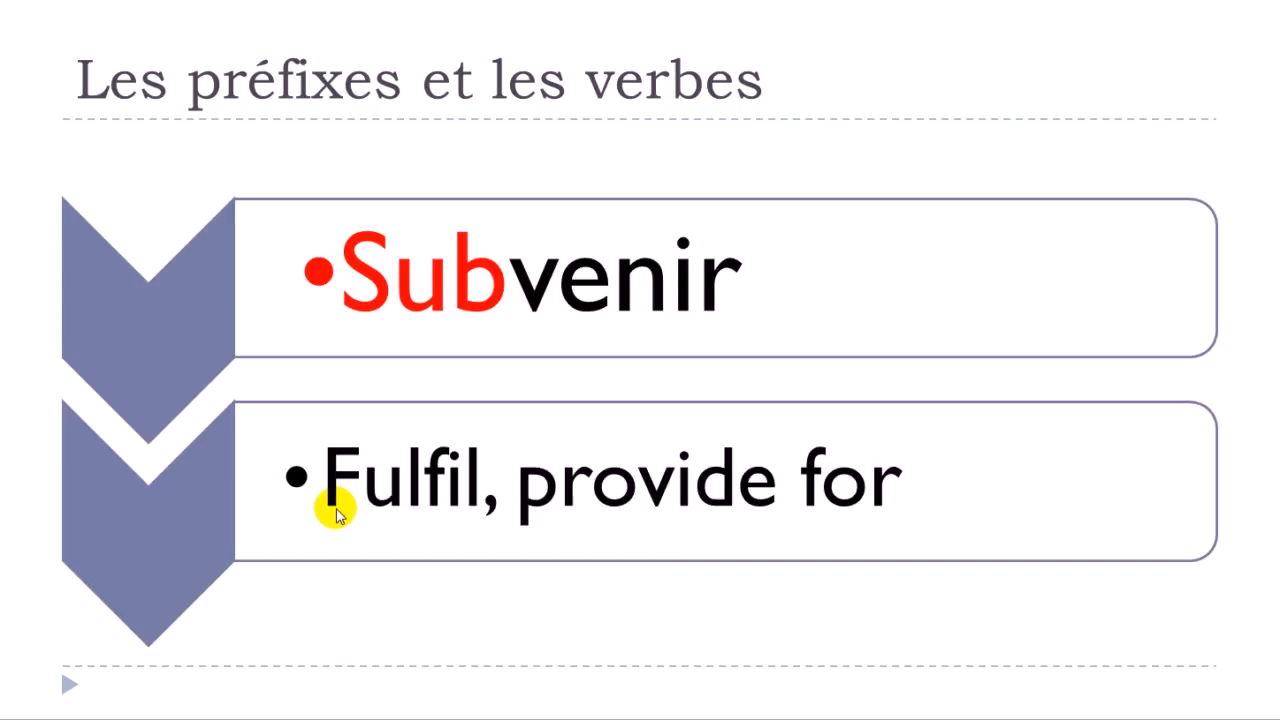 Les préfixes et les verbes
•Subvenir
•Fulfil, provide for